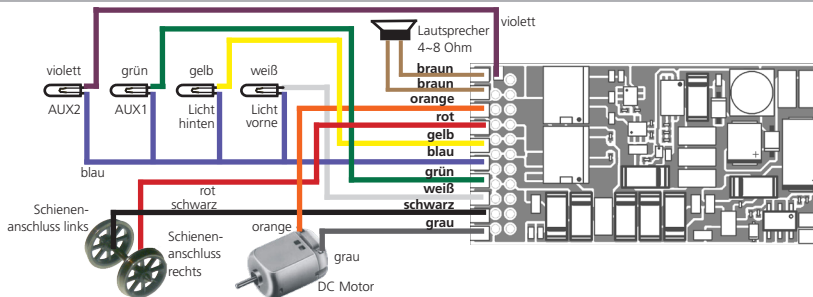 violett
Lautsprecher
4~8 Ohm
violett
grün
gelb
weiß
AUX2
AUX1
Licht
hinten
Licht
vorne
blau
braun
braun
orange
rot
gelb
blau
grün
weiß
schwarz
grau
rot
schwarz
Schienen-
anschluss links
Schienen-
anschluss
rechts
orange
grau
DC Motor